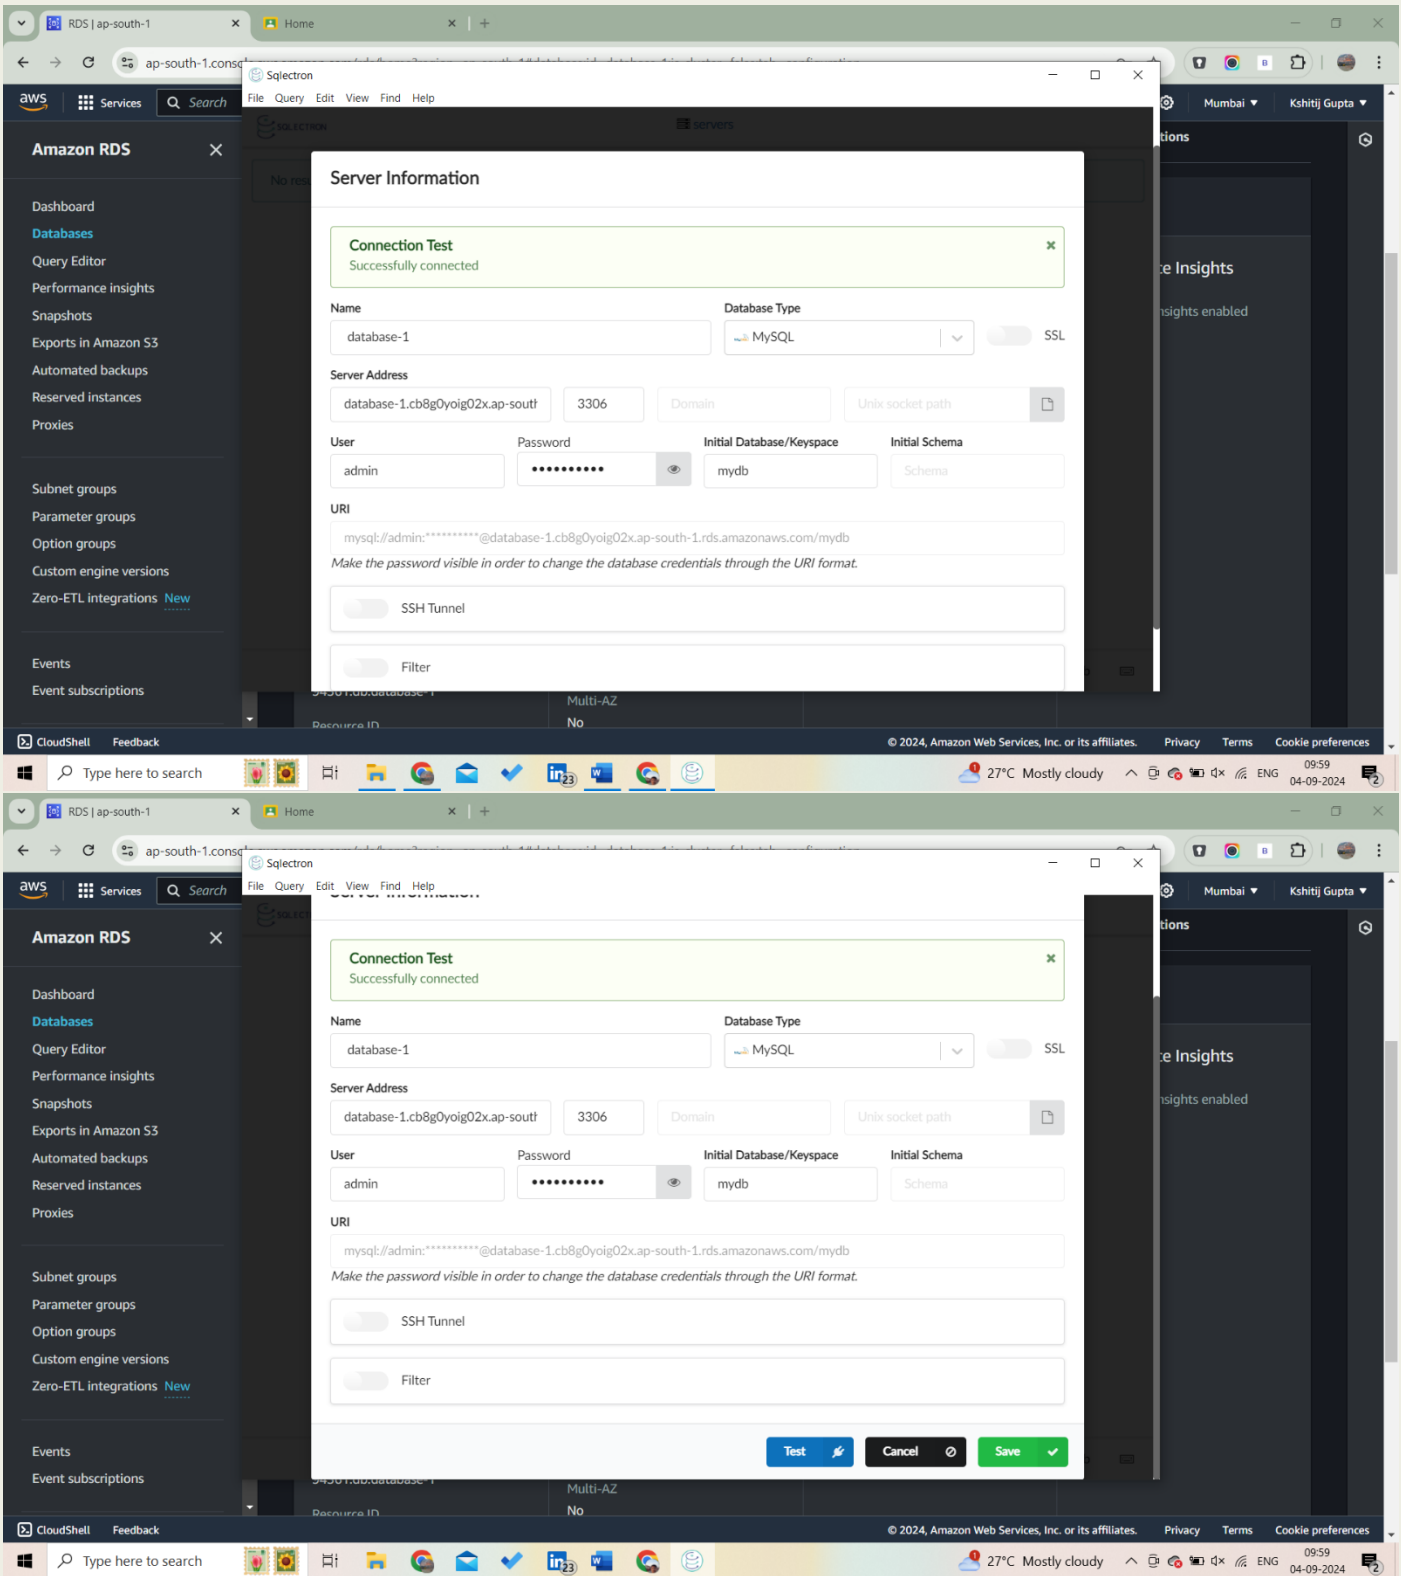 RDS | ap-south-1
Home
Sqlectron
File Query Edit View Find Help
aws Services Search
Mumbai Kshitij Gupta
SQLECTRON
servers
tions
Amazon RDS
Server Information
Dashboard
Databases
Query Editor
Performance insights
Snapshots
Exports in Amazon S3
Automated backups
Reserved instances
Proxies
Subnet groups
Parameter groups
Option groups
Custom engine versions
Zero-ETL integrations New
Events
Event subscriptions
Connection Test
Successfully connected
Name
Database Type
database-1
MySQL
SSL
Server Address
database-1.cb8g0yoig02x.ap-south
3306
Domain
Unix socket path
User
Password
Initial Database/Keyspace
Initial Schema
admin
••••••••••
mydb
Schema
URI
mysql://admin:**********@database-1.cb8g0yoig02x.ap-south-1.rds.amazonaws.com/mydb
Make the password visible in order to change the database credentials through the URI format.
SSH Tunnel
Filter
Insights
enabled
Multi-AZ
No
Resource ID
CloudShell Feedback
© 2024, Amazon Web Services, Inc. or its affiliates. Privacy Terms Cookie preferences
Type here to search
23
27°C Mostly cloudy
ENG
09:59
04-09-2024
2
RDS | ap-south-1
Home
Sqlectron
File Query Edit View Find Help
aws Services Search
Mumbai Kshitij Gupta
tions
Amazon RDS
Server Information
Dashboard
Databases
Query Editor
Performance insights
Snapshots
Exports in Amazon S3
Automated backups
Reserved instances
Proxies
Subnet groups
Parameter groups
Option groups
Custom engine versions
Zero-ETL integrations New
Events
Event subscriptions
Connection Test
Successfully connected
Name
Database Type
database-1
MySQL
SSL
Server Address
database-1.cb8g0yoig02x.ap-south
3306
Domain
Unix socket path
User
Password
Initial Database/Keyspace
Initial Schema
admin
••••••••••
mydb
Schema
URI
mysql://admin:**********@database-1.cb8g0yoig02x.ap-south-1.rds.amazonaws.com/mydb
Make the password visible in order to change the database credentials through the URI format.
SSH Tunnel
Filter
Test
Cancel
Save
Insights
enabled
Multi-AZ
No
CloudShell Feedback
© 2024, Amazon Web Services, Inc. or its affiliates. Privacy Terms Cookie preferences
Type here to search
23
27°C Mostly cloudy
ENG
09:59
04-09-2024
2